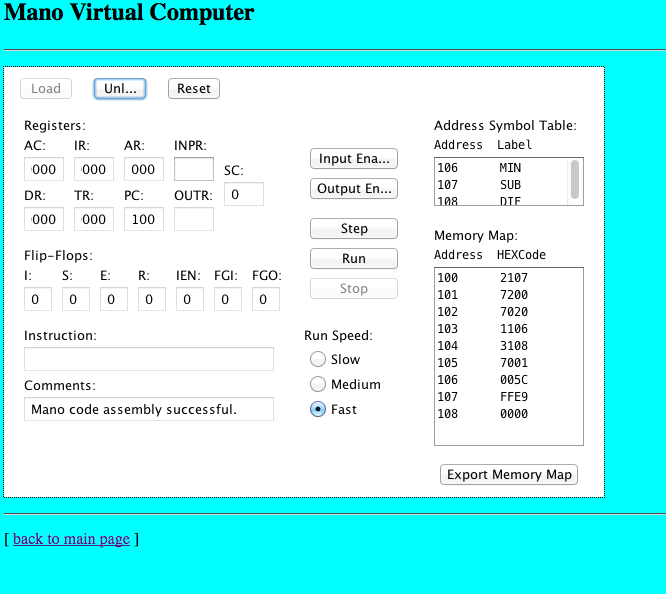 Mano Virtual Computer
Load Unl... Reset
Registers:
AC: IR: AR: INPR:
000 000 000
SC:
0
DR: TR: PC: OUTR:
000 000 100
Flip-Flops:
I: S: E: R: IEN: FGI: FGO:
0 0 0 0 0 0 0
Instruction:
Comments:
Mano code assembly successful.
Input Ena...
Output En...
Step
Run
Stop
Run Speed:
Slow
Medium
Fast
Address Symbol Table:
Address Label
106 MIN
107 SUB
108 DIF
Memory Map:
Address HEXCode
100 2107
101 7200
102 7020
103 1106
104 3108
105 7001
106 005C
107 FFE9
108 0000
Export Memory Map
[ back to main page ]